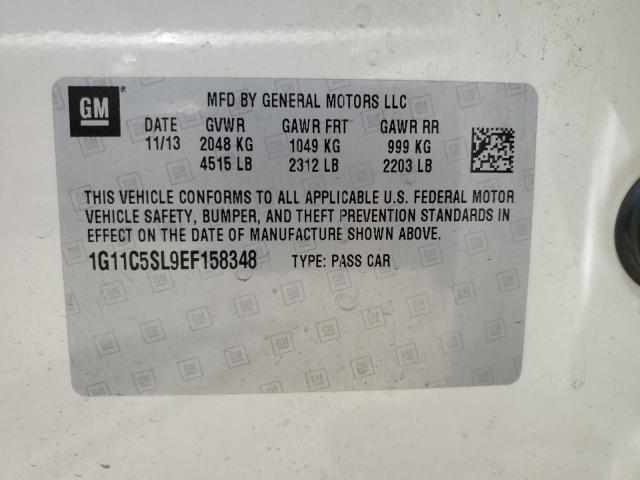 GM ® MFD BY GENERAL MOTORS LLC
DATE GVWR GAWR FRT GAWR RR
11/13 2048 KG 1049 KG 999 KG
4515 LB 2312 LB 2203 LB
THIS VEHICLE CONFORMS TO ALL APPLICABLE U.S. FEDERAL MOTOR
VEHICLE SAFETY, BUMPER, AND THEFT PREVENTION STANDARDS IN
EFFECT ON THE DATE OF MANUFACTURE SHOWN ABOVE.
1G11C5SL9EF158348 TYPE: PASS CAR